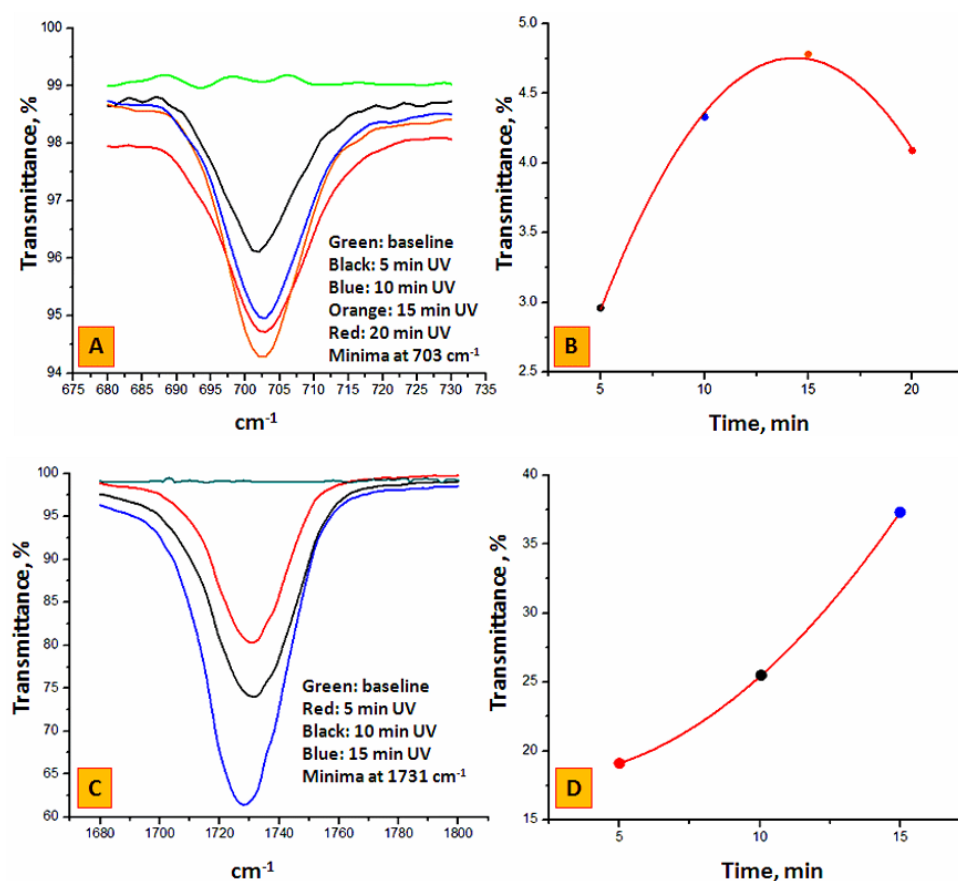 Transmittance, %
100
99
98
97
96
95
94
Green: baseline
Black: 5 min UV
Blue: 10 min UV
Orange: 15 min UV
Red: 20 min UV
Minima at 703 cm⁻¹
A
675 680 685 690 695 700 705 710 715 720 725 730 735
cm⁻¹
Transmittance, %
5.0
4.5
4.0
3.5
3.0
2.5
B
5 10 15 20
Time, min
Transmittance, %
100
95
90
85
80
75
70
65
60
Green: baseline
Red: 5 min UV
Black: 10 min UV
Blue: 15 min UV
Minima at 1731 cm⁻¹
C
1680 1700 1720 1740 1760 1780 1800
cm⁻¹
Transmittance, %
40
35
30
25
20
15
D
5 10 15
Time, min